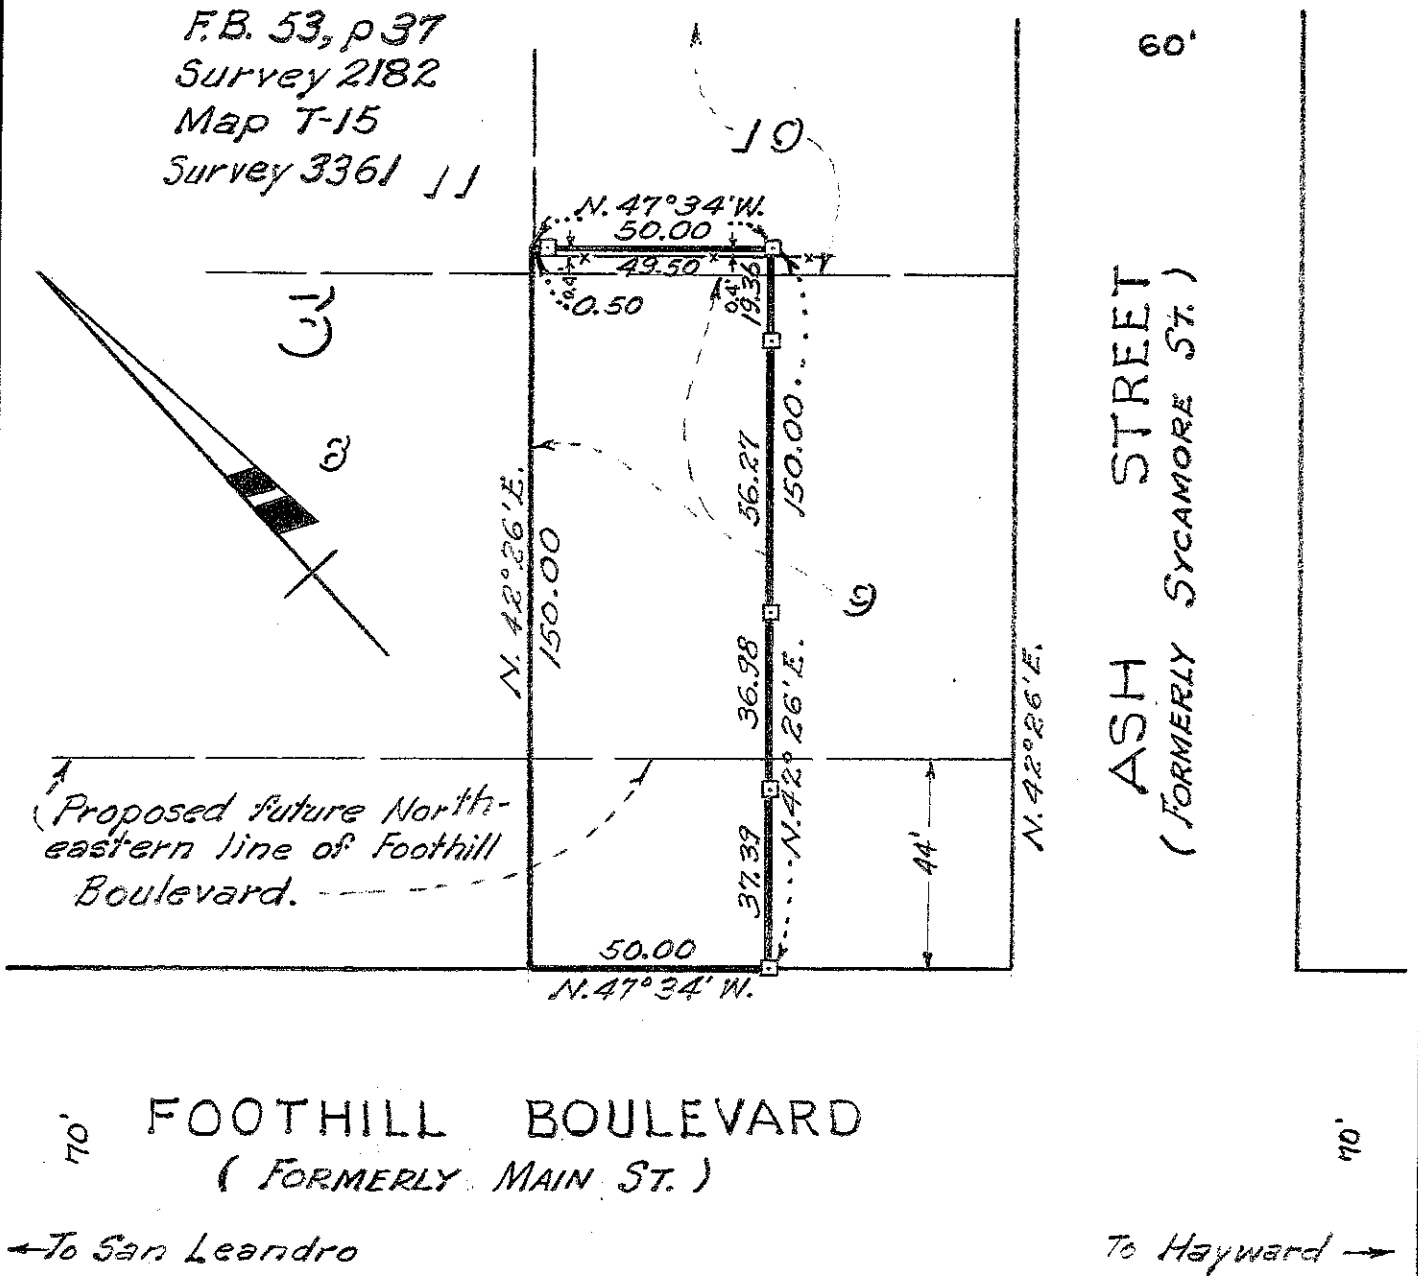 F.B. 53, p 37
Survey 2182
Map T-15
Survey 3361
11
60'
10
N. 47°34' W.
50.00
49.50
0.4'
0.4'
0.50
19.36
13
8
9
N. 42°26' E.
150.00
56.27
150.00
36.98
N. 42°26' E.
37.39
44'
N. 42°26' E.
ASH STREET
(FORMERLY SYCAMORE ST.)
Proposed future North-
eastern line of Foothill
Boulevard.
50.00
N. 47°34' W.
70'
FOOTHILL BOULEVARD
70'
( FORMERLY MAIN ST. )
←To San Leandro
To Hayward →